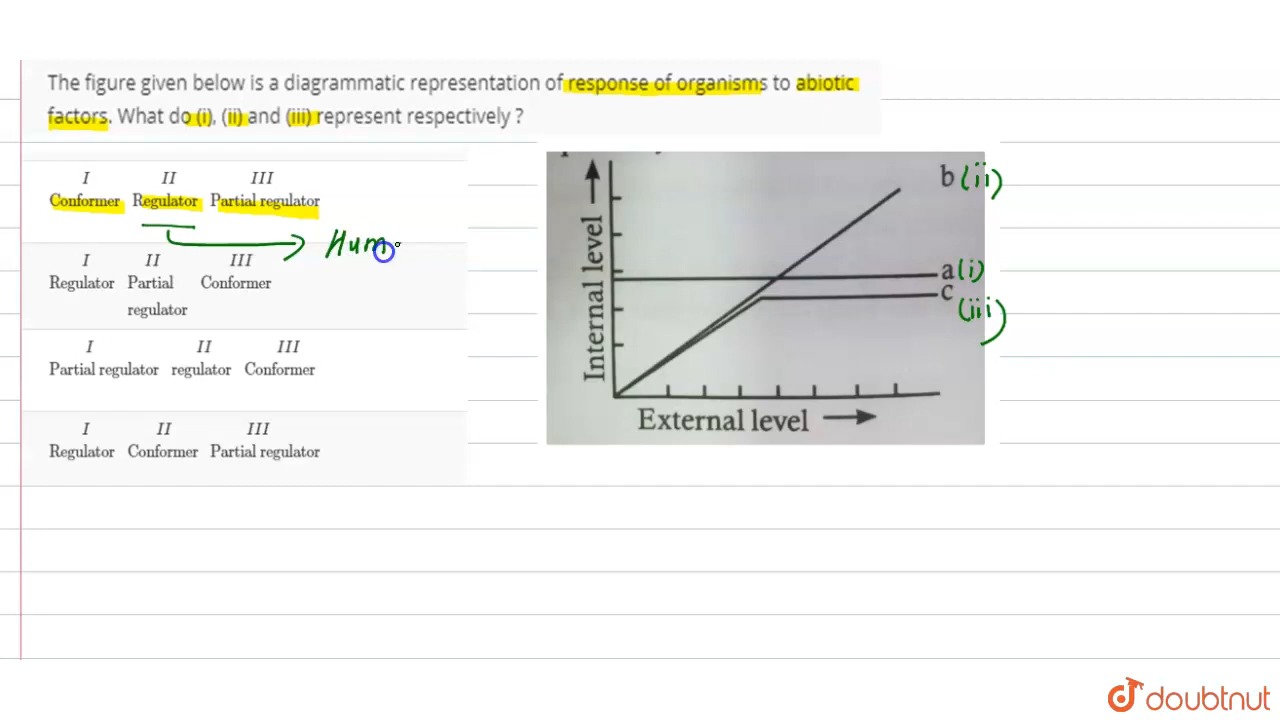 The figure given below is a diagrammatic representation of response of organisms to abiotic
factors. What do (i), (ii) and (iii) represent respectively ?
I II III
Conformer Regulator Partial regulator
Hum
I II III
Regulator Partial Conformer
regulator
I II III
Partial regulator regulator Conformer
I II III
Regulator Conformer Partial regulator
Internal level
b (ii)
a (i)
c
(iii)
External level
doubtnut